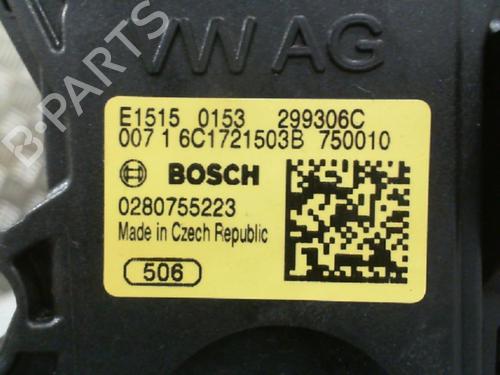 VW AG
E1515 0153 299306C
007 1 6C1721503B 750010
BOSCH
0280755223
Made in Czech Republic
506
B-PARTS